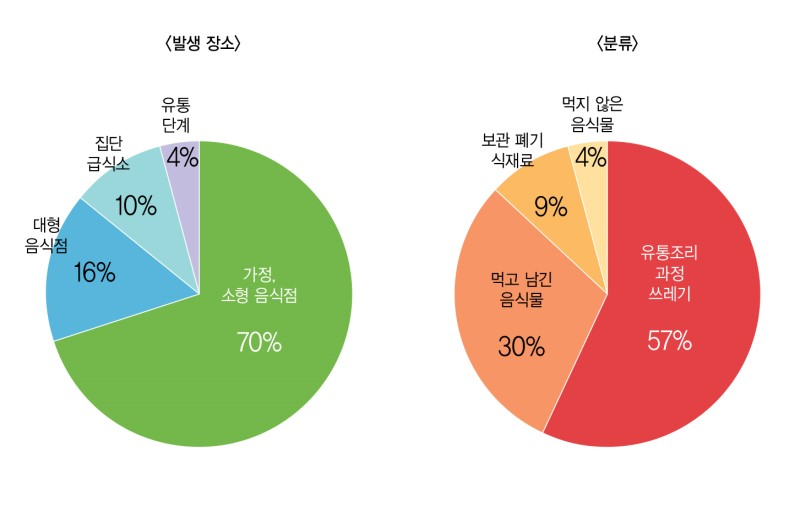 〈발생 장소〉
유통
단계
4%
집단
급식소
10%
대형
음식점
16%
가정,
소형 음식점
70%
〈분류〉
먹지 않은
음식물
4%
보관 폐기
식재료
9%
먹고 남긴
음식물
30%
유통조리
과정
쓰레기
57%